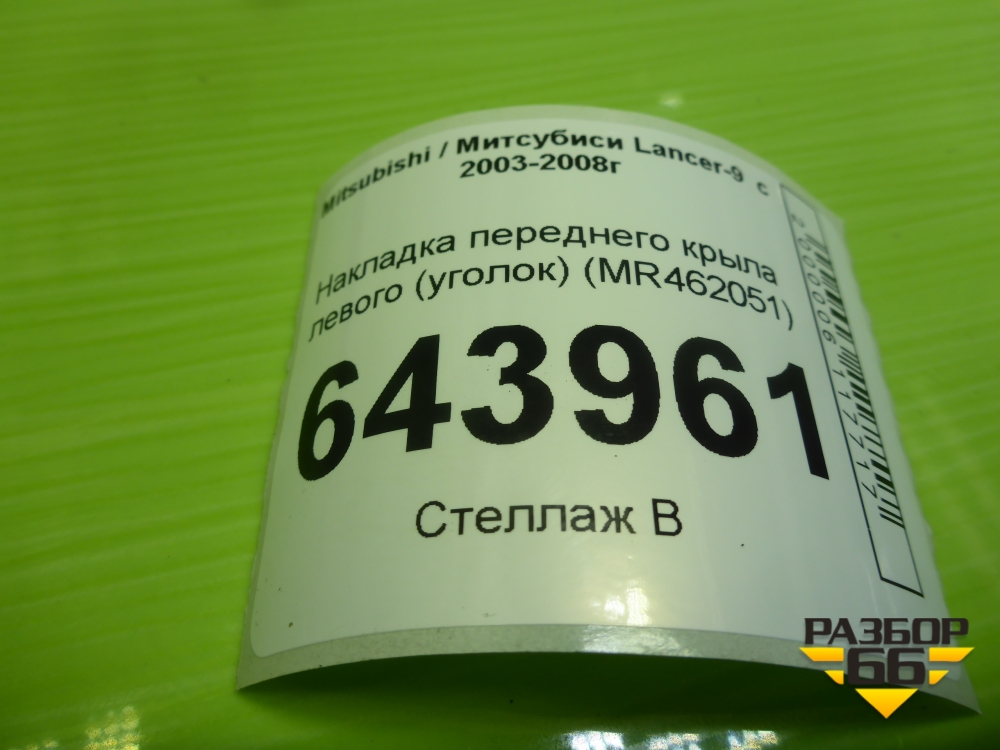 Mitsubishi / Митсубиси Lancer-9 с
2003-2008г
Накладка переднего крыла
левого (уголок) (MR462051)
643961
Стеллаж В
РАЗБОР
66